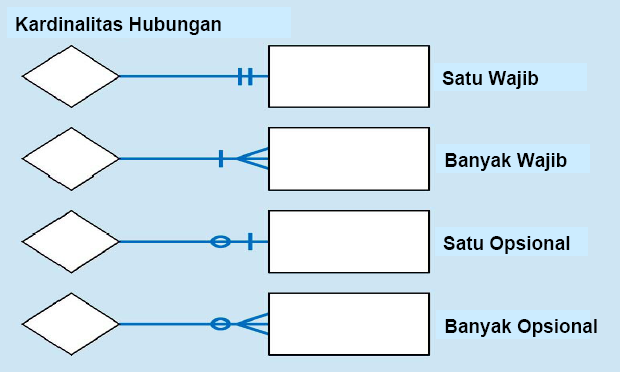 Kardinalitas Hubungan
Satu Wajib
Banyak Wajib
Satu Opsional
Banyak Opsional